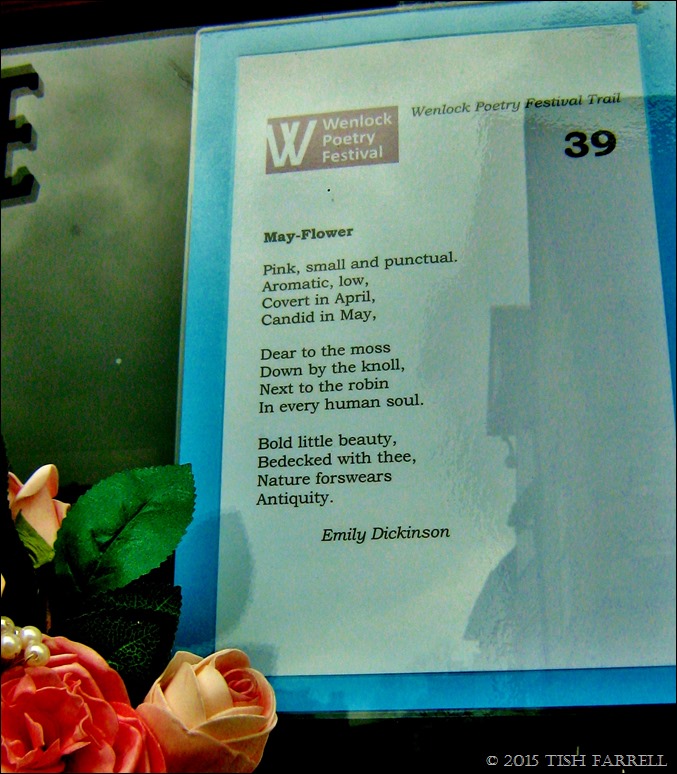 E
Wenlock
Poetry
Festival
W
Wenlock Poetry Festival Trail
39
May-Flower
Pink, small and punctual.
Aromatic, low,
Covert in April,
Candid in May,
Dear to the moss
Down by the knoll,
Next to the robin
In every human soul.
Bold little beauty,
Bedecked with thee,
Nature forswears
Antiquity.
Emily Dickinson
© 2015 TISH FARRELL